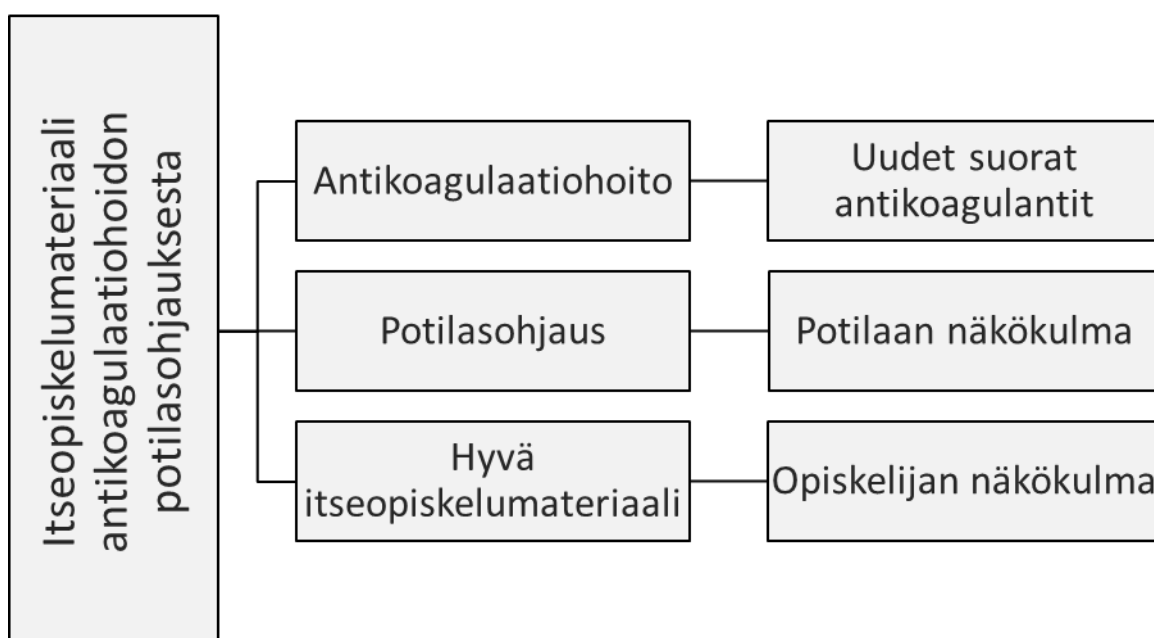 Itseopiskelumateriaali
antikoagulaatiohoidon
potilasohjauksesta
Antikoagulaatiohoito
Uudet suorat
antikoagulantit
Potilasohjaus
Potilaan näkökulma
Hyvä
itseopiskelumateriaali
Opiskelijan näkökulma